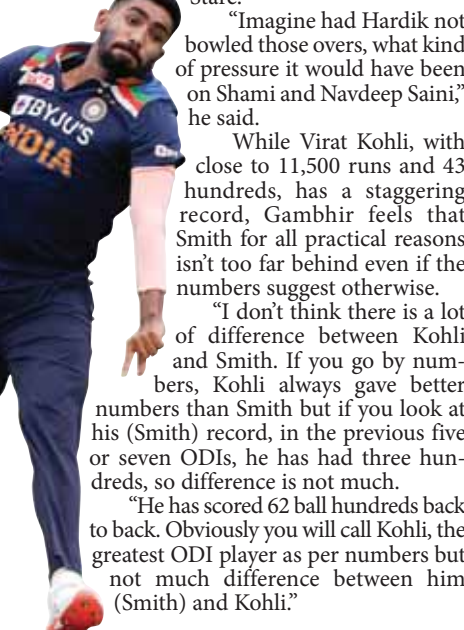 Stare.”
“Imagine had Hardik not
bowled those overs, what kind
of pressure it would have been
on Shami and Navdeep Saini,”
he said.
While Virat Kohli, with
close to 11,500 runs and 43
hundreds, has a staggering
record, Gambhir feels that
Smith for all practical reasons
isn’t too far behind even if the
numbers suggest otherwise.
“I don’t think there is a lot
of difference between Kohli
and Smith. If you go by num-
bers, Kohli always gave better
numbers than Smith but if you look at
his (Smith) record, in the previous five
or seven ODIs, he has had three hun-
dreds, so difference is not much.
“He has scored 62 ball hundreds back
to back. Obviously you will call Kohli, the
greatest ODI player as per numbers but
not much difference between him
(Smith) and Kohli.”
BYJU'S
NDIA